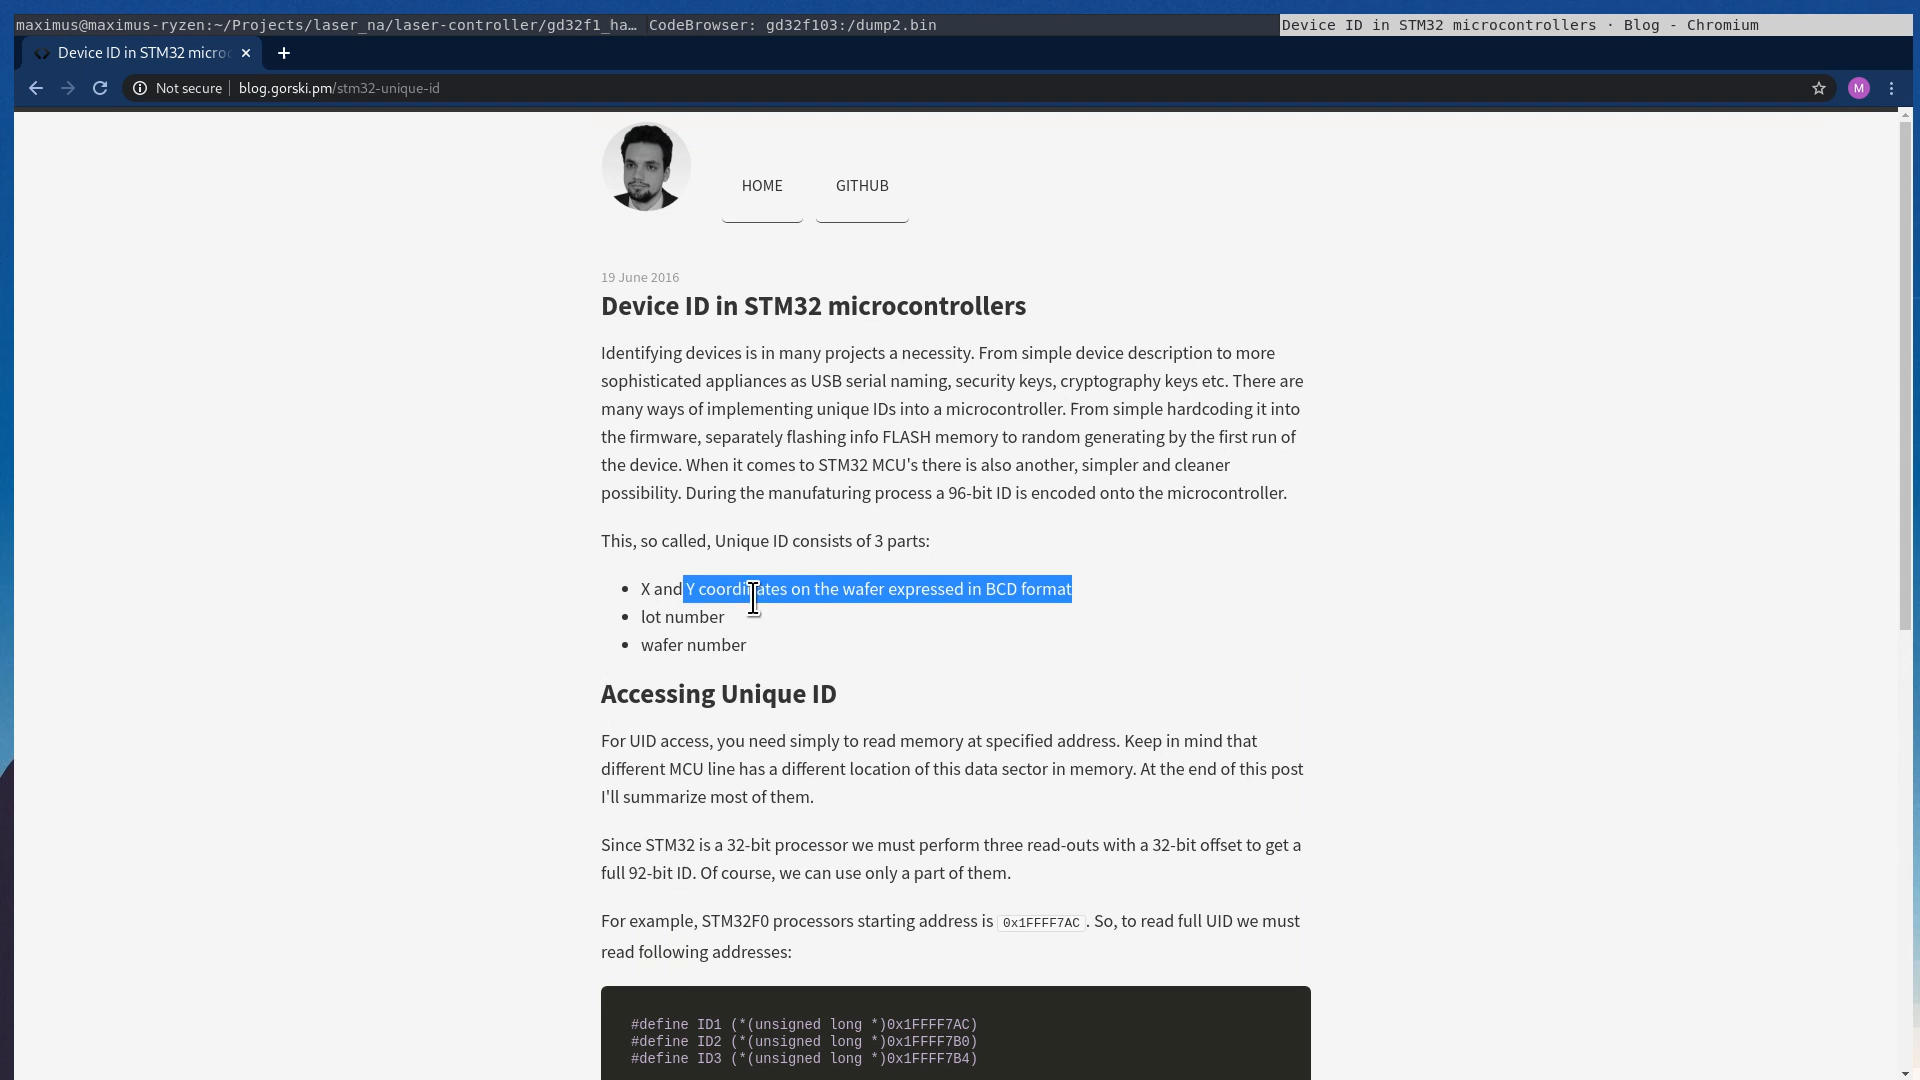 maximus@maximus-ryzen:~/Projects/laser_na/laser-controller/gd32f1_ha… CodeBrowser: gd32f103:/dump2.bin Device ID in STM32 microcontrollers · Blog - Chromium
Device ID in STM32 micro
Not secure blog.gorski.pm/stm32-unique-id M
HOME GITHUB
19 June 2016
Device ID in STM32 microcontrollers
Identifying devices is in many projects a necessity. From simple device description to more
sophisticated appliances as USB serial naming, security keys, cryptography keys etc. There are
many ways of implementing unique IDs into a microcontroller. From simple hardcoding it into
the firmware, separately flashing info FLASH memory to random generating by the first run of
the device. When it comes to STM32 MCU's there is also another, simpler and cleaner
possibility. During the manufaturing process a 96-bit ID is encoded onto the microcontroller.
This, so called, Unique ID consists of 3 parts:
• X and Y coordinates on the wafer expressed in BCD format
• lot number
• wafer number
Accessing Unique ID
For UID access, you need simply to read memory at specified address. Keep in mind that
different MCU line has a different location of this data sector in memory. At the end of this post
I'll summarize most of them.
Since STM32 is a 32-bit processor we must perform three read-outs with a 32-bit offset to get a
full 92-bit ID. Of course, we can use only a part of them.
For example, STM32F0 processors starting address is 0x1FFFF7AC. So, to read full UID we must
read following addresses:
#define ID1 (*(unsigned long *)0x1FFFF7AC)
#define ID2 (*(unsigned long *)0x1FFFF7B0)
#define ID3 (*(unsigned long *)0x1FFFF7B4)